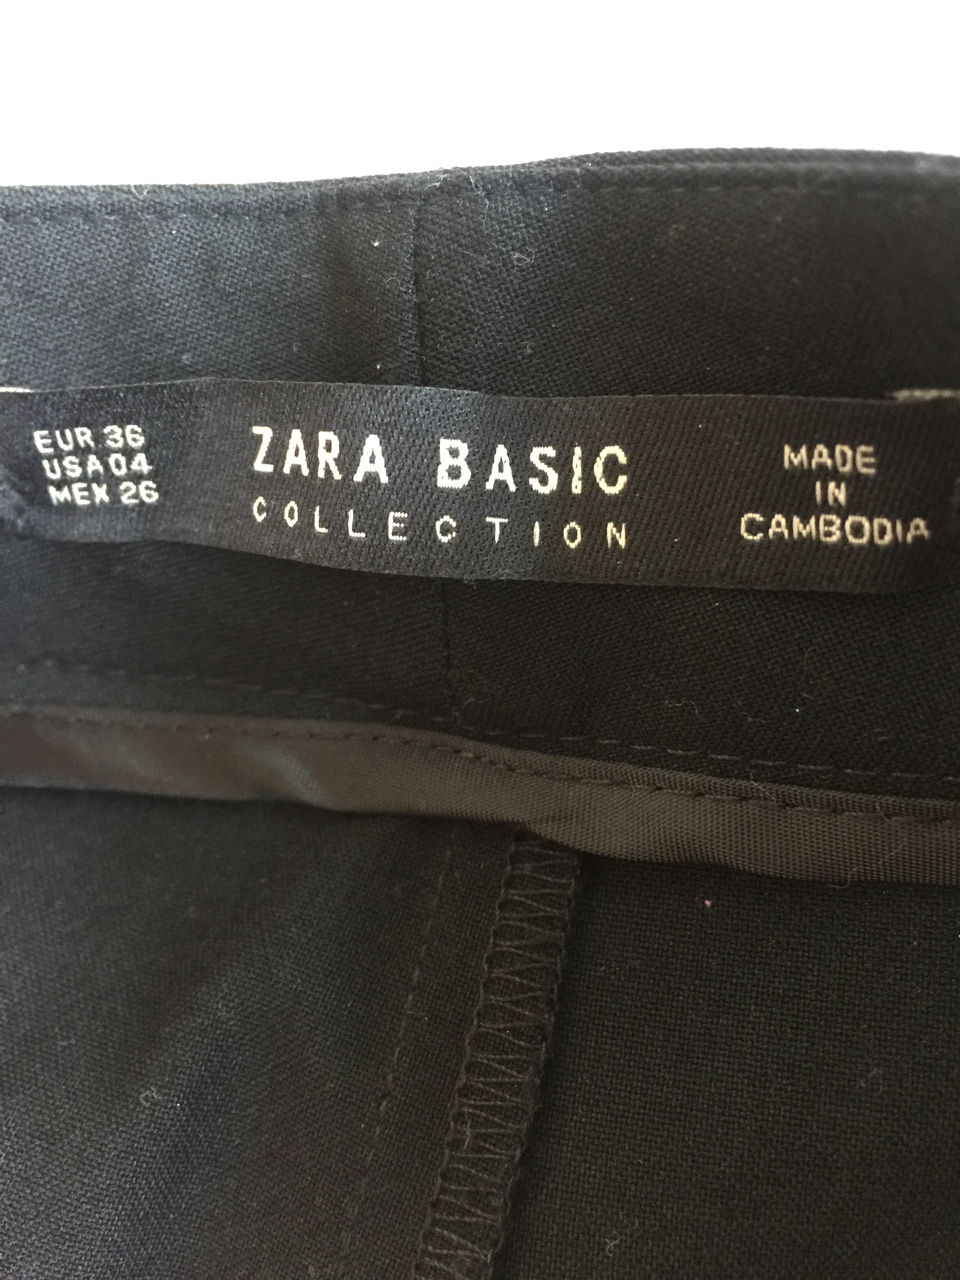 EUR 36
USA 04
MEX 26
ZARA BASIC
COLLECTION
MADE
IN
CAMBODIA